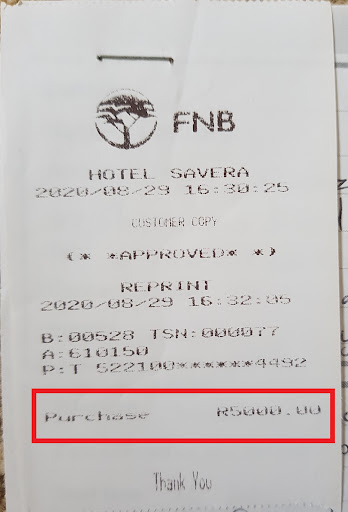 FNB
HOTEL SAVERA
2020/08/29 16:30:25
CUSTOMER COPY
(* *APPROVED* *)
REPRINT
2020/08/29 16:32:05
B:00528 TSN:000077
A:610150
P:T 522100******4492
Purchase R5000.00
Thank You